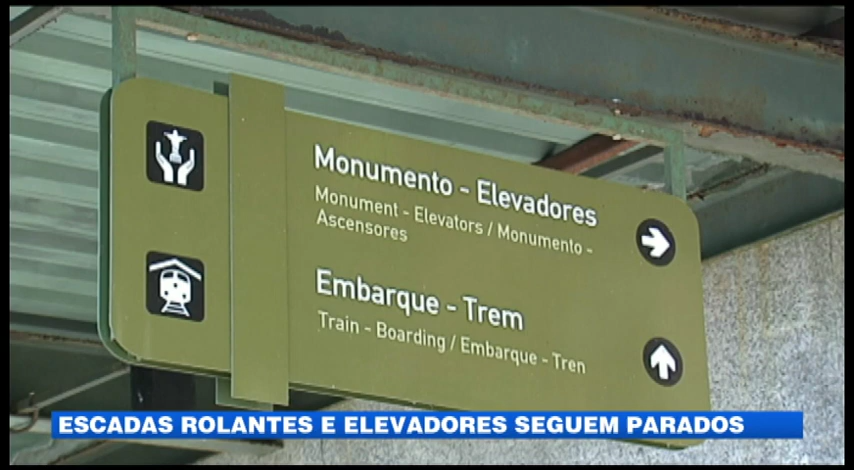 Monumento - Elevadores
Monument - Elevators / Monumento -
Ascensores
Embarque - Trem
Train - Boarding / Embarque - Tren
ESCADAS ROLANTES E ELEVADORES SEGUEM PARADOS